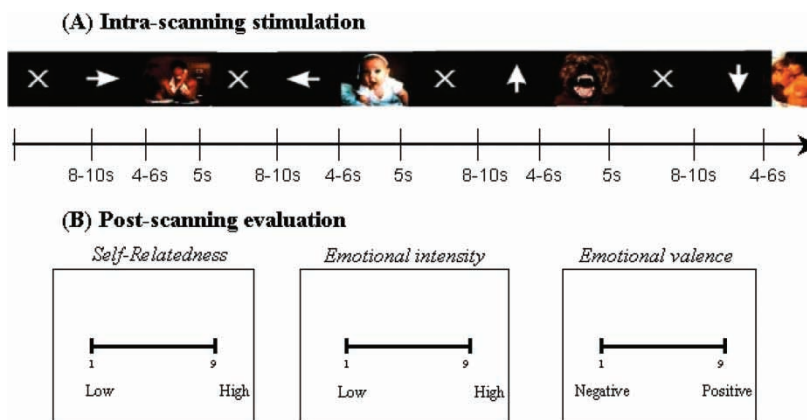 (A) Intra-scanning stimulation
8-10s 4-6s 5s 8-10s 4-6s 5s 8-10s 4-6s 5s 8-10s 4-6s
(B) Post-scanning evaluation
Self-Relatedness Emotional intensity Emotional valence
1 9 1 9 1 9
Low High Low High Negative Positive